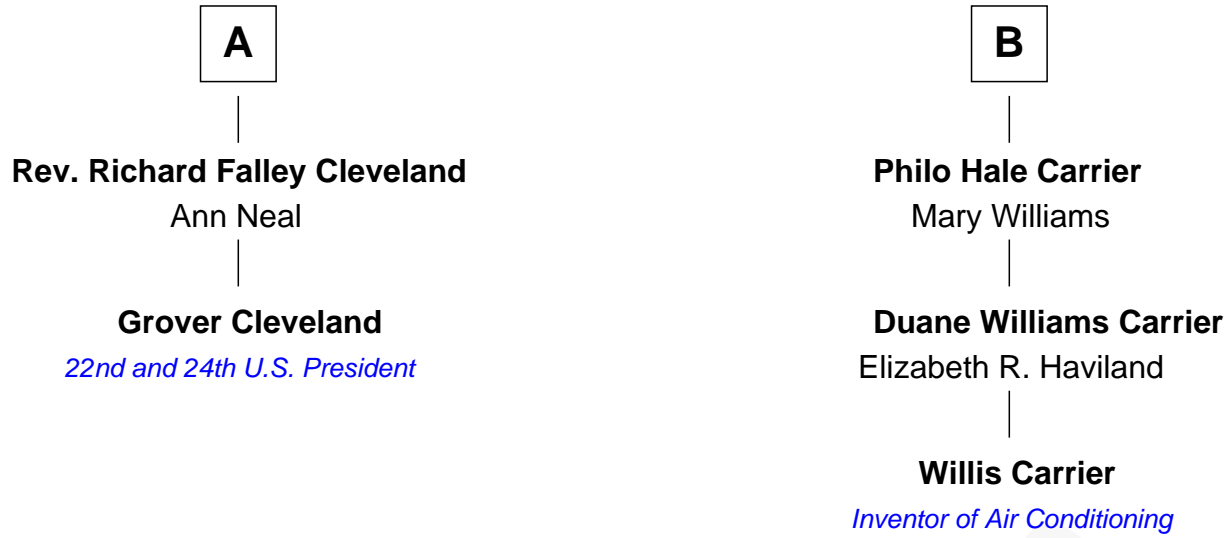 A
Rev. Richard Falley Cleveland
Ann Neal
Grover Cleveland
22nd and 24th U.S. President
B
Philo Hale Carrier
Mary Williams
Duane Williams Carrier
Elizabeth R. Haviland
Willis Carrier
Inventor of Air Conditioning